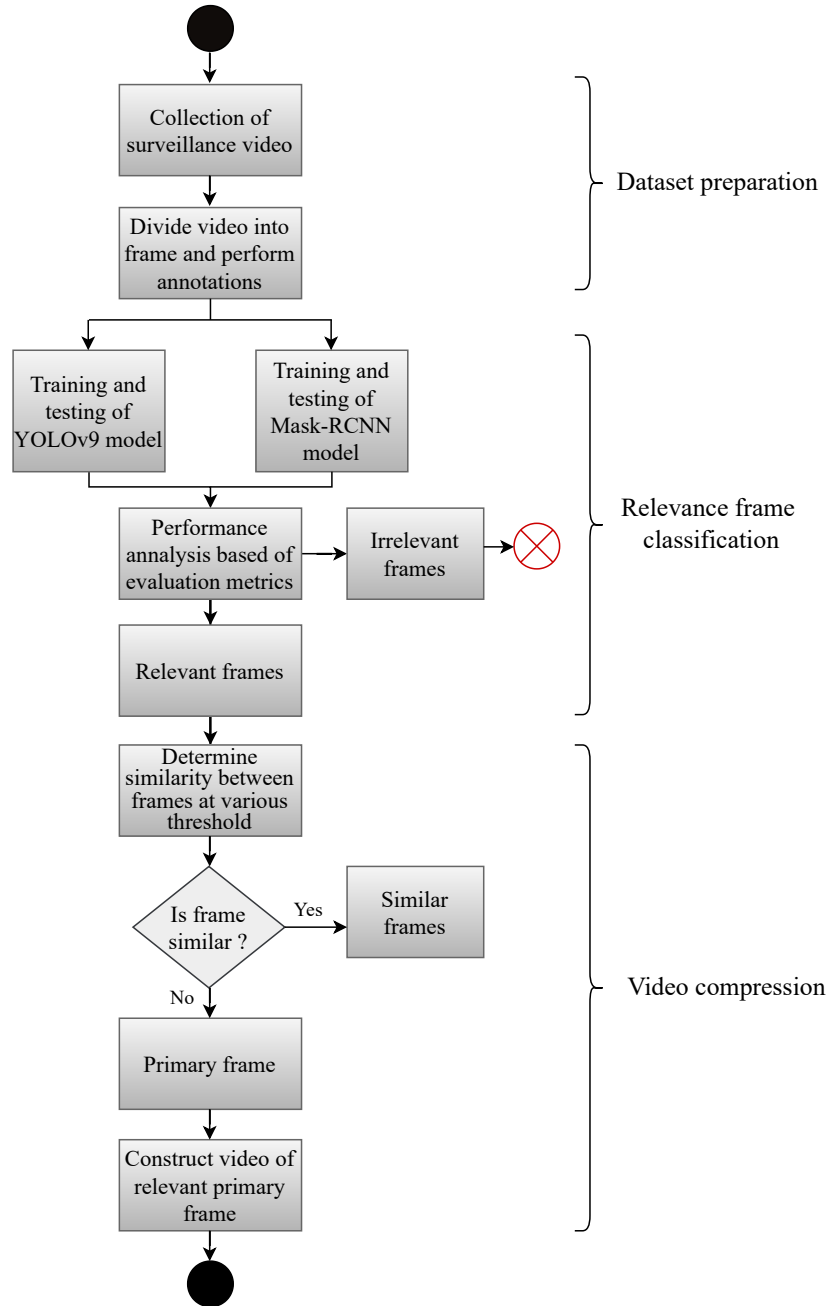 Collection of
surveillance video
Dataset preparation
Divide video into
frame and perform
annotations
Training and
testing of
YOLOv9 model
Training and
testing of
Mask-RCNN
model
Relevance frame
classification
Performance
annalysis based of
evaluation metrics
Irrelevant
frames
Relevant frames
Determine
similarity between
frames at various
threshold
Is frame
similar ?
Yes
Similar
frames
No
Video compression
Primary frame
Construct video of
relevant primary
frame